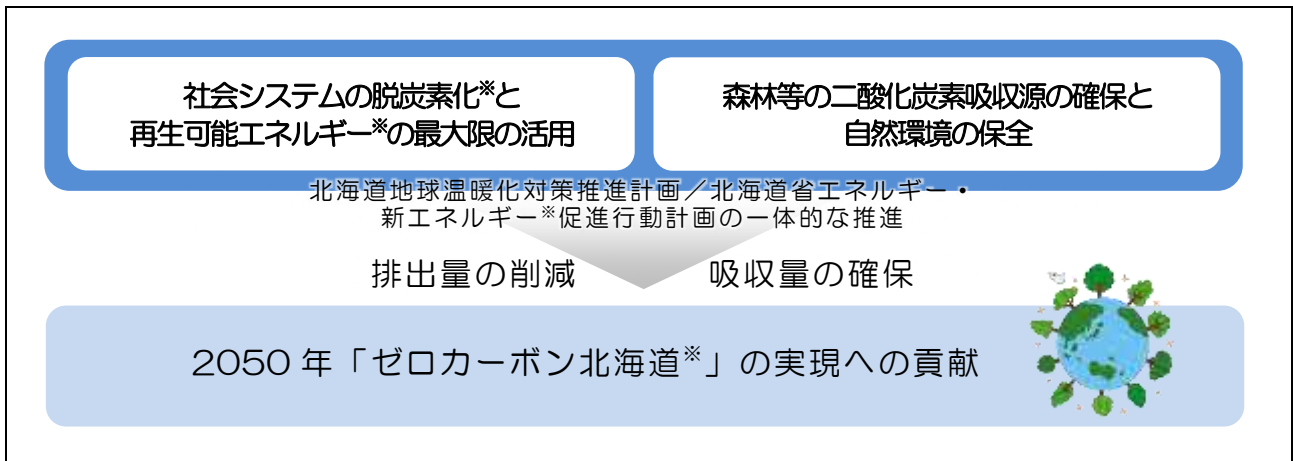 社会システムの脱炭素化※と
再生可能エネルギー※の最大限の活用
森林等の二酸化炭素吸収源の確保と
自然環境の保全
北海道地球温暖化対策推進計画／北海道省エネルギー・
新エネルギー※促進行動計画の一体的な推進
排出量の削減
吸収量の確保
2050年「ゼロカーボン北海道※」の実現への貢献